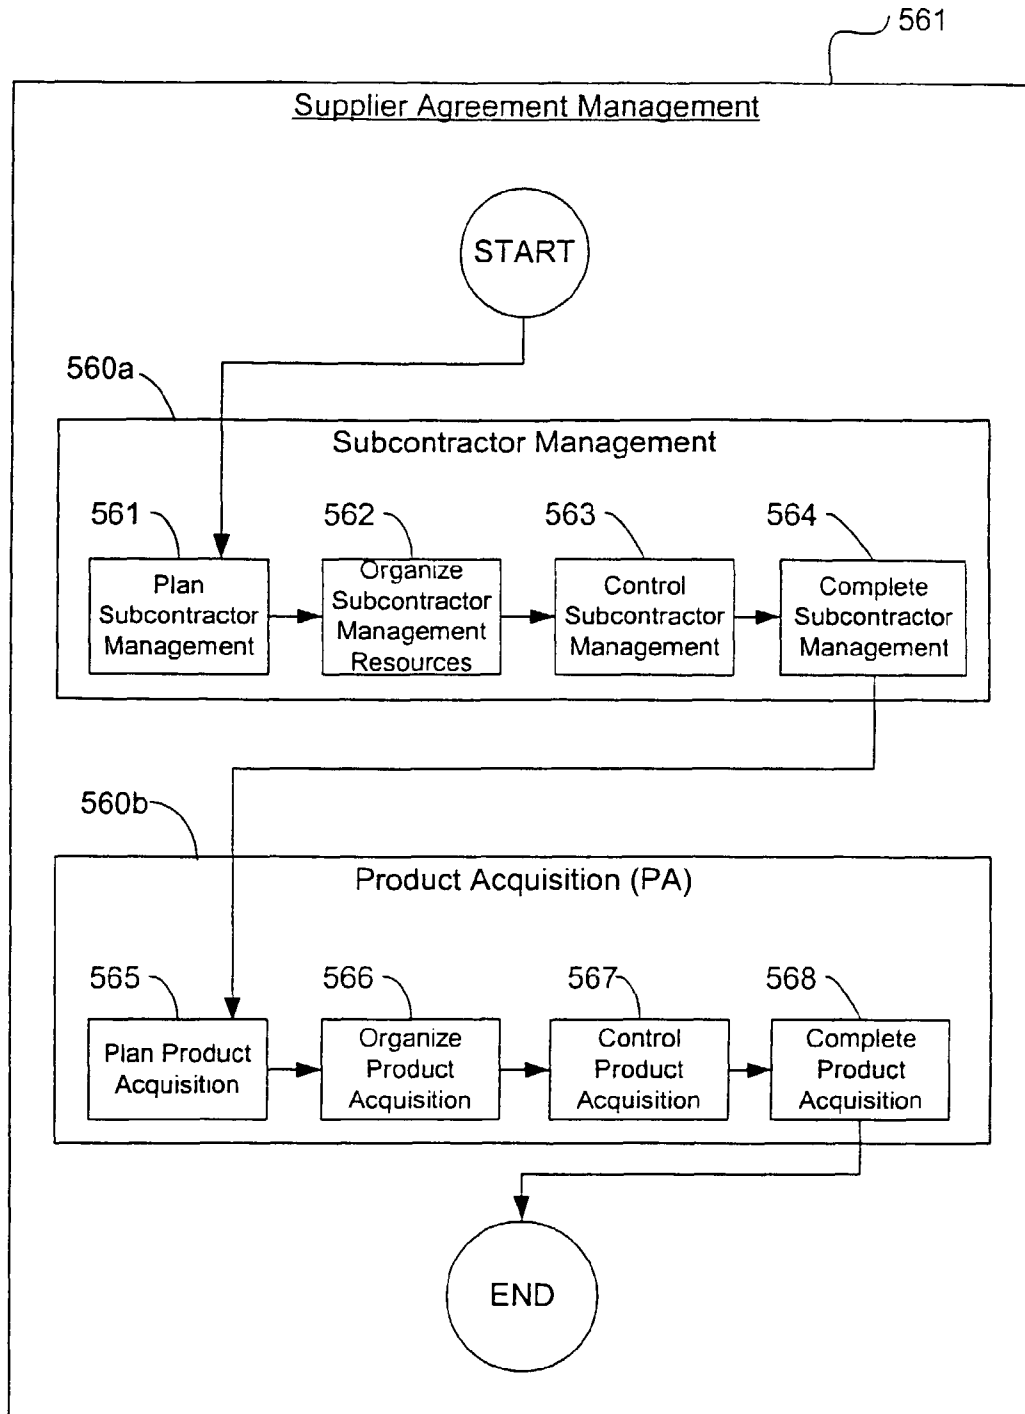 561
Supplier Agreement Management
START
560a
Subcontractor Management
561
562
563
564
Plan
Subcontractor
Management
Organize
Subcontractor
Management
Resources
Control
Subcontractor
Management
Complete
Subcontractor
Management
560b
Product Acquisition (PA)
565
566
567
568
Plan Product
Acquisition
Organize
Product
Acquisition
Control
Product
Acquisition
Complete
Product
Acquisition
END